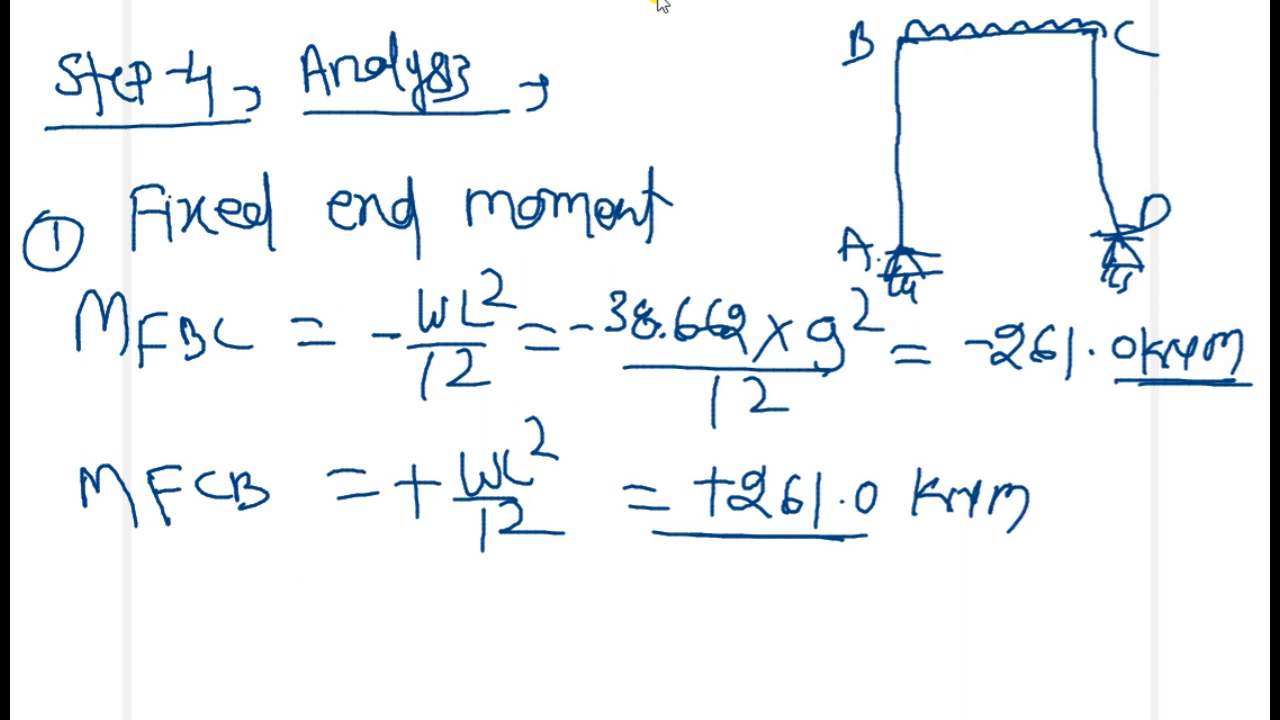 Step-4, Analysis,
B C
① Fixed end moment
A D
MFBC = - WL²/12 = - 38.662 x 9²/12 = -261.0 kNm
MFCB = + WL²/12 = +261.0 kNm